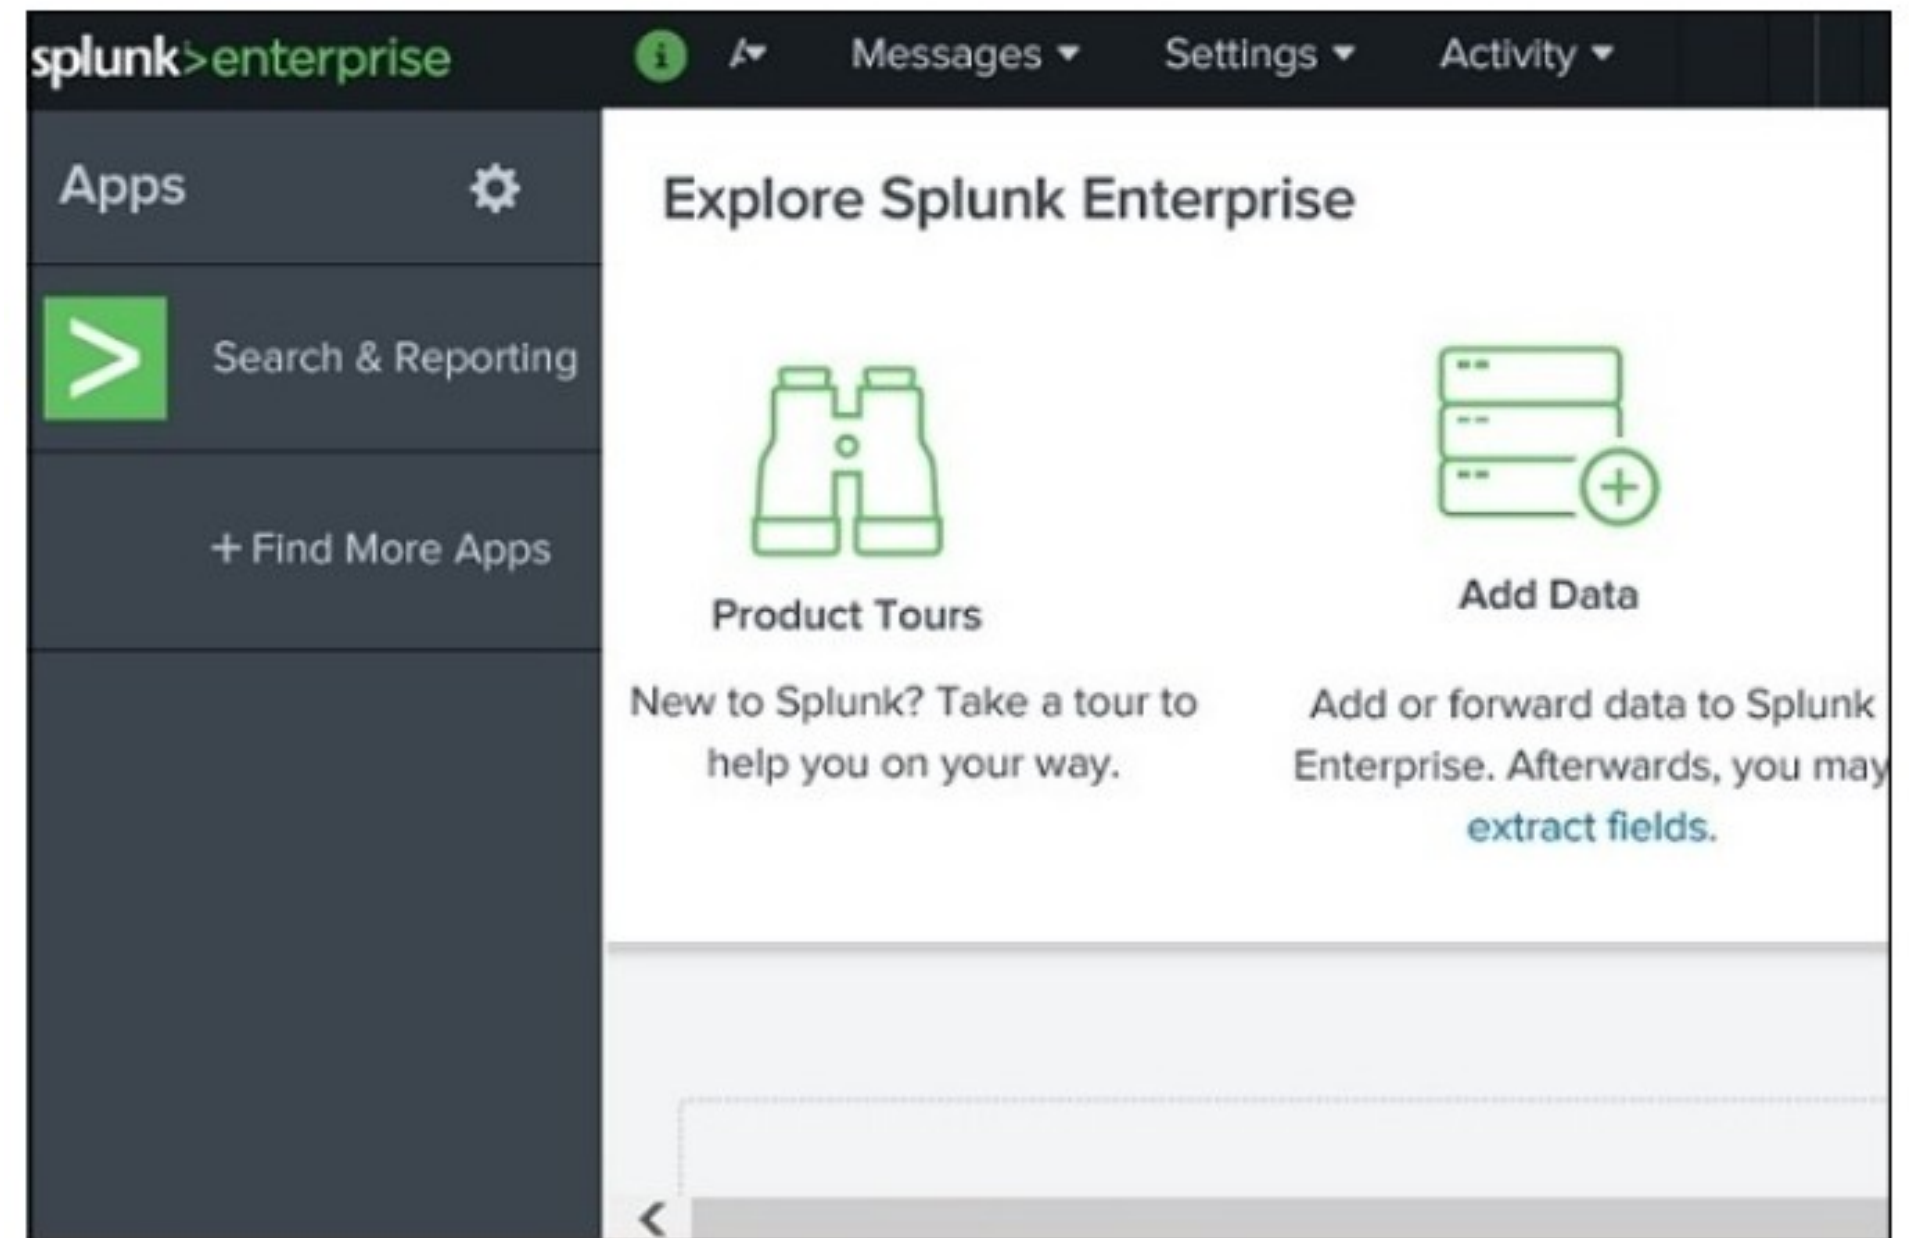 splunk>enterprise
i
Messages
Settings
Activity
Apps
Explore Splunk Enterprise
>
Search & Reporting
+ Find More Apps
Product Tours
New to Splunk? Take a tour to
help you on your way.
Add Data
Add or forward data to Splunk
Enterprise. Afterwards, you may
extract fields.